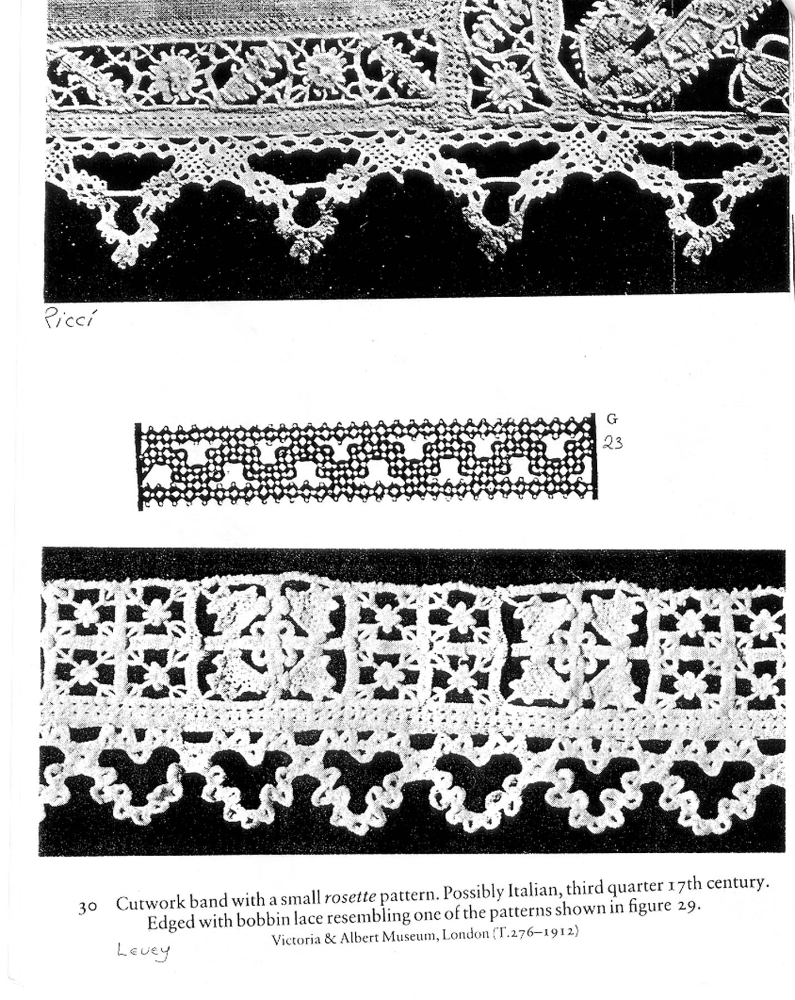 Ricci
G
23
30 Cutwork band with a small rosette pattern. Possibly Italian, third quarter 17th century.
Edged with bobbin lace resembling one of the patterns shown in figure 29.
Victoria & Albert Museum, London (T.276–1912)
Levey